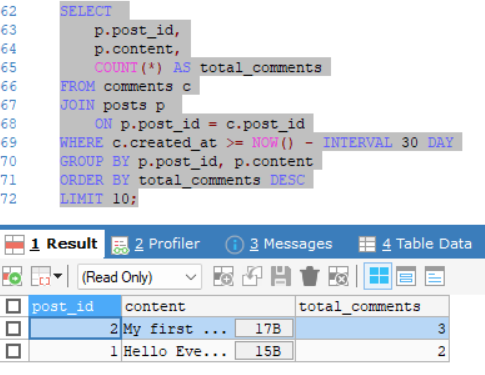 62 SELECT
63 p.post_id,
64 p.content,
65 COUNT(*) AS total_comments
66 FROM comments c
67 JOIN posts p
68 ON p.post_id = c.post_id
69 WHERE c.created_at >= NOW() - INTERVAL 30 DAY
70 GROUP BY p.post_id, p.content
71 ORDER BY total_comments DESC
72 LIMIT 10;
1 Result 2 Profiler 3 Messages 4 Table Data
(Read Only)
post_id content total_comments
2 My first ... 17B 3
1 Hello Eve... 15B 2